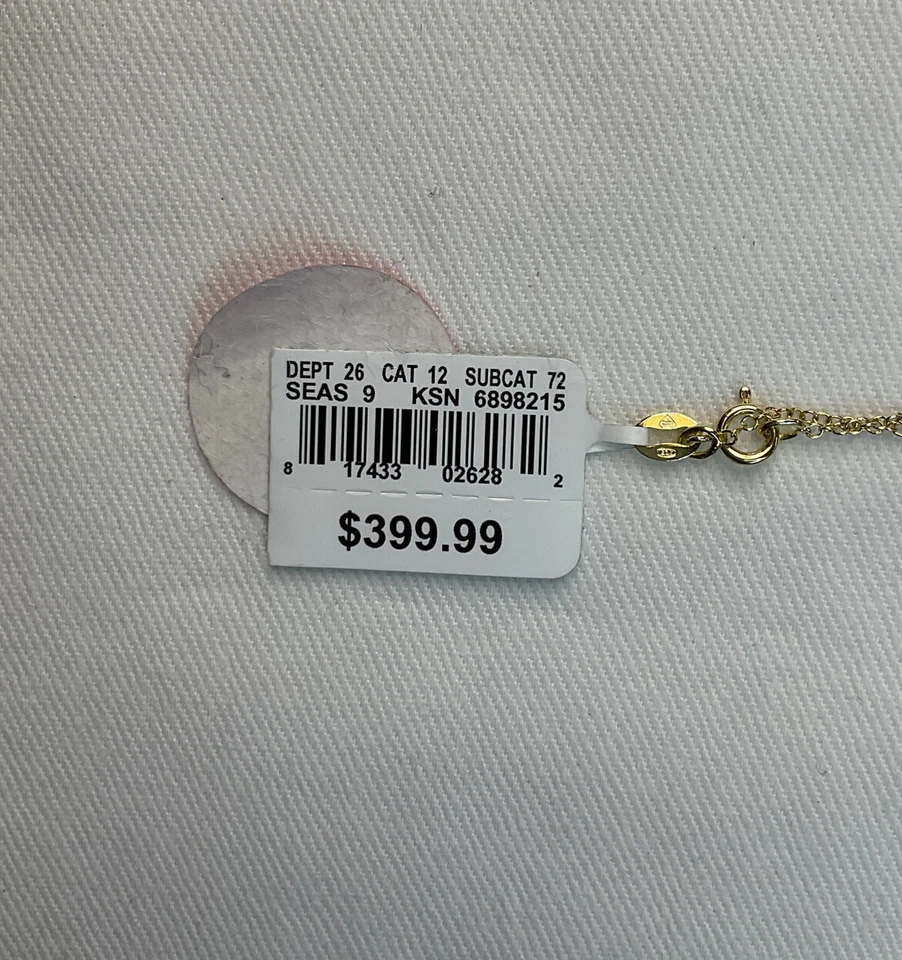 DEPT 26 CAT 12 SUBCAT 72
SEAS 9 KSN 6898215
8 17433 02628 2
$399.99